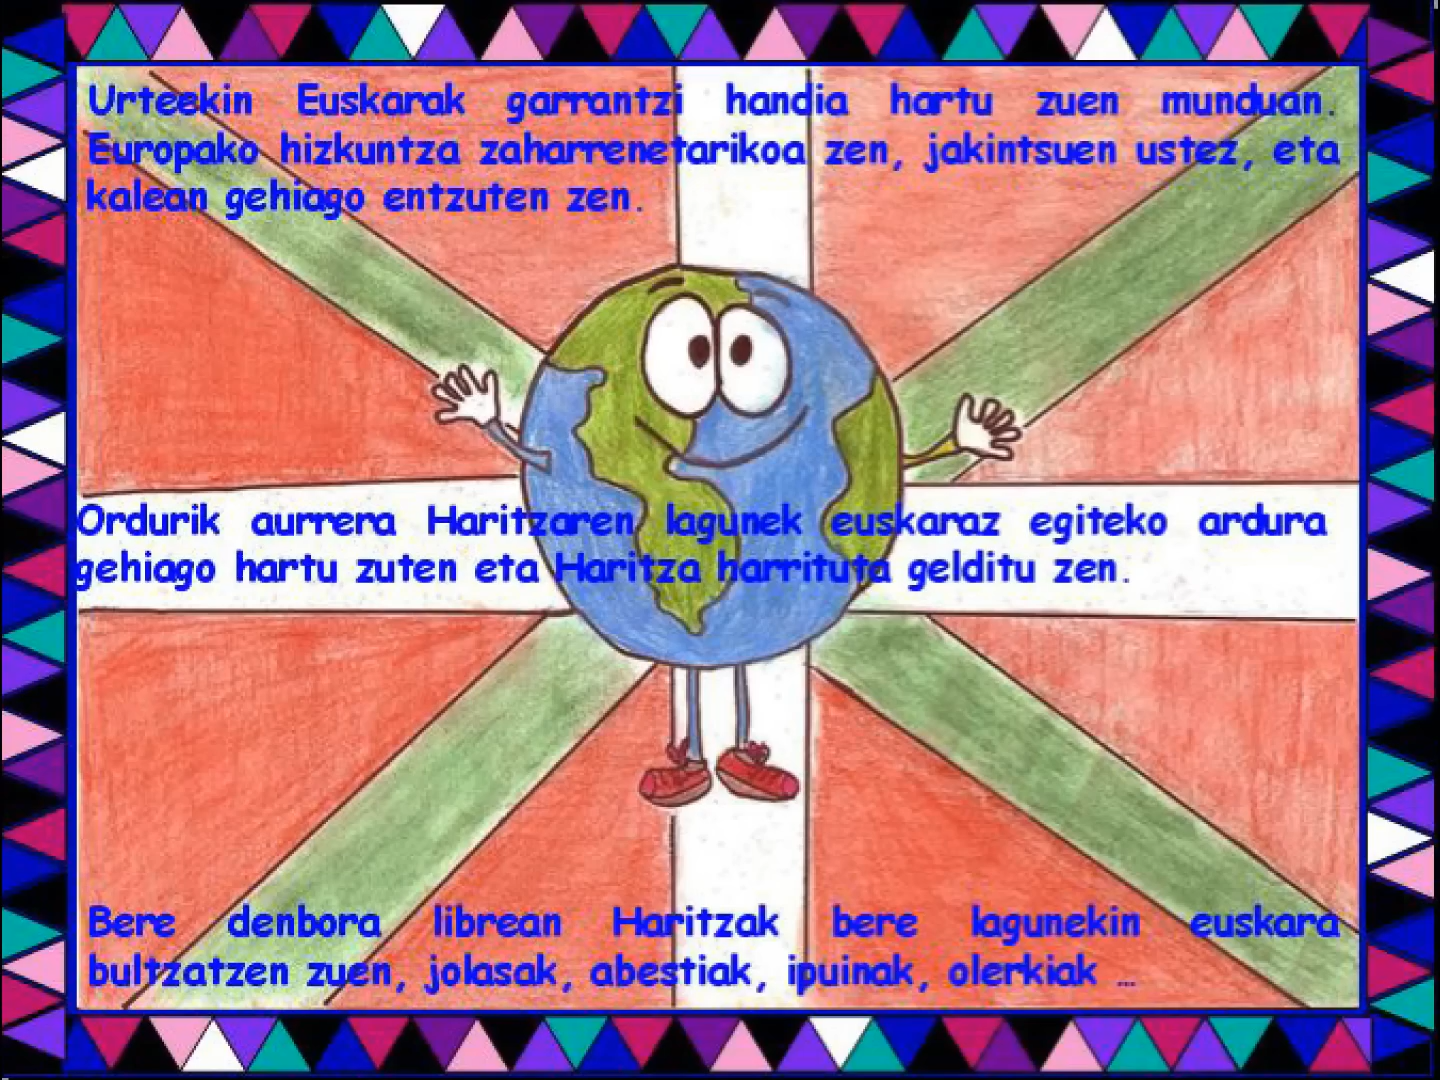 Urteekin Euskarak garrantzi handia hartu zuen munduan.
Europako hizkuntza zaharrenetarikoa zen, jakintsuen ustez, eta
kalean gehiago entzuten zen.
Ordurik aurrera Haritzaren lagunek euskaraz egiteko ardura
gehiago hartu zuten eta Haritza harrituta gelditu zen.
Bere denbora librean Haritzak bere lagunekin euskara
bultzatzen zuen, jolasak, abestiak, ipuinak, olerkiak ...